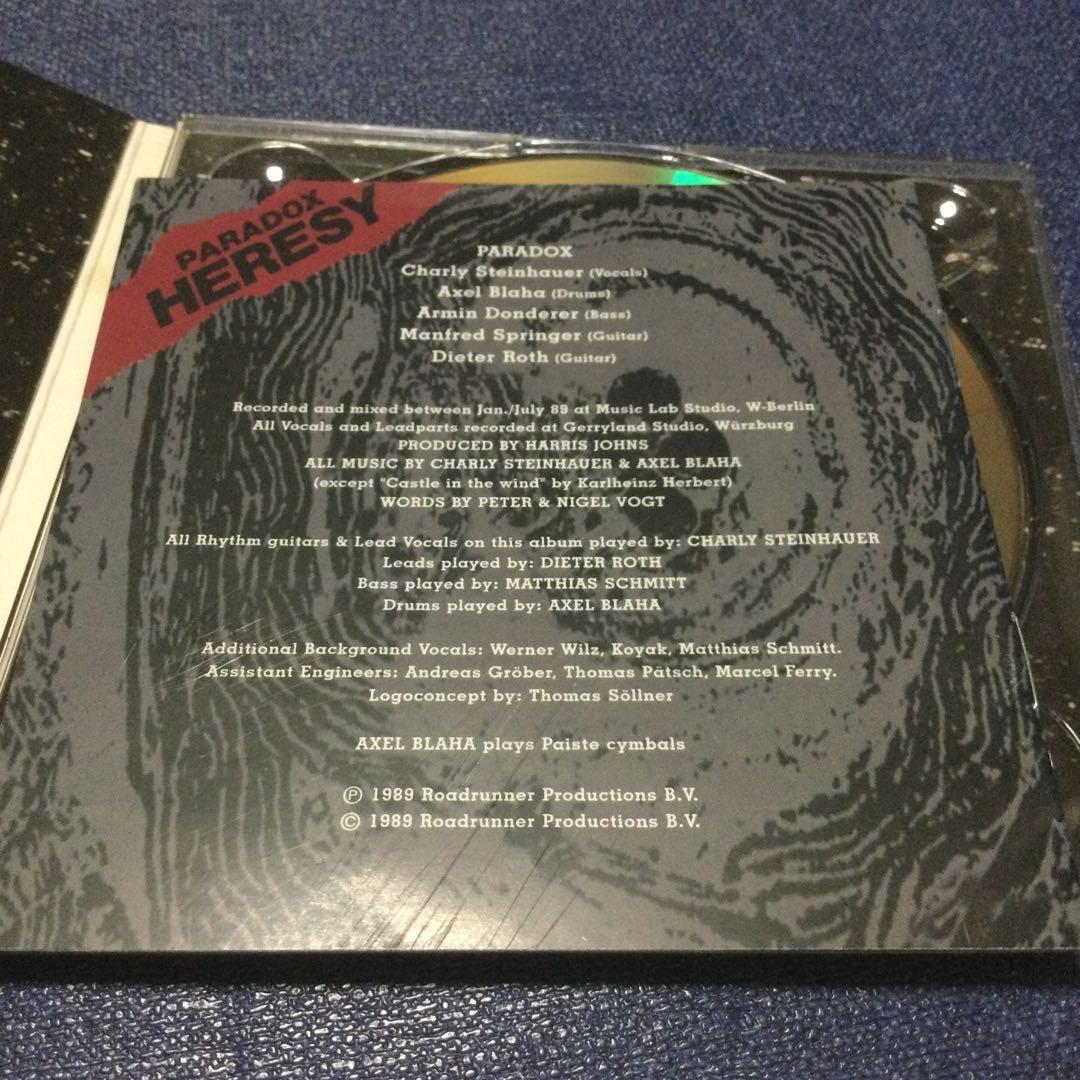 PARADOX
HERESY
PARADOX
Charly Steinhauer (Vocals)
Axel Blaha (Drums)
Armin Donderer (Bass)
Manfred Springer (Guitar)
Dieter Roth (Guitar)
Recorded and mixed between Jan./July 89 at Music Lab Studio, W-Berlin
All Vocals and Leadparts recorded at Gerryland Studio, Würzburg
PRODUCED BY HARRIS JOHNS
ALL MUSIC BY CHARLY STEINHAUER & AXEL BLAHA
(except "Castle in the wind" by Karlheinz Herbert)
WORDS BY PETER & NIGEL VOGT
All Rhythm guitars & Lead Vocals on this album played by: CHARLY STEINHAUER
Leads played by: DIETER ROTH
Bass played by: MATTHIAS SCHMITT
Drums played by: AXEL BLAHA
Additional Background Vocals: Werner Wilz, Koyak, Matthias Schmitt.
Assistant Engineers: Andreas Gröber, Thomas Pätsch, Marcel Ferry.
Logoconcept by: Thomas Söllner
AXEL BLAHA plays Paiste cymbals
℗ 1989 Roadrunner Productions B.V.
© 1989 Roadrunner Productions B.V.